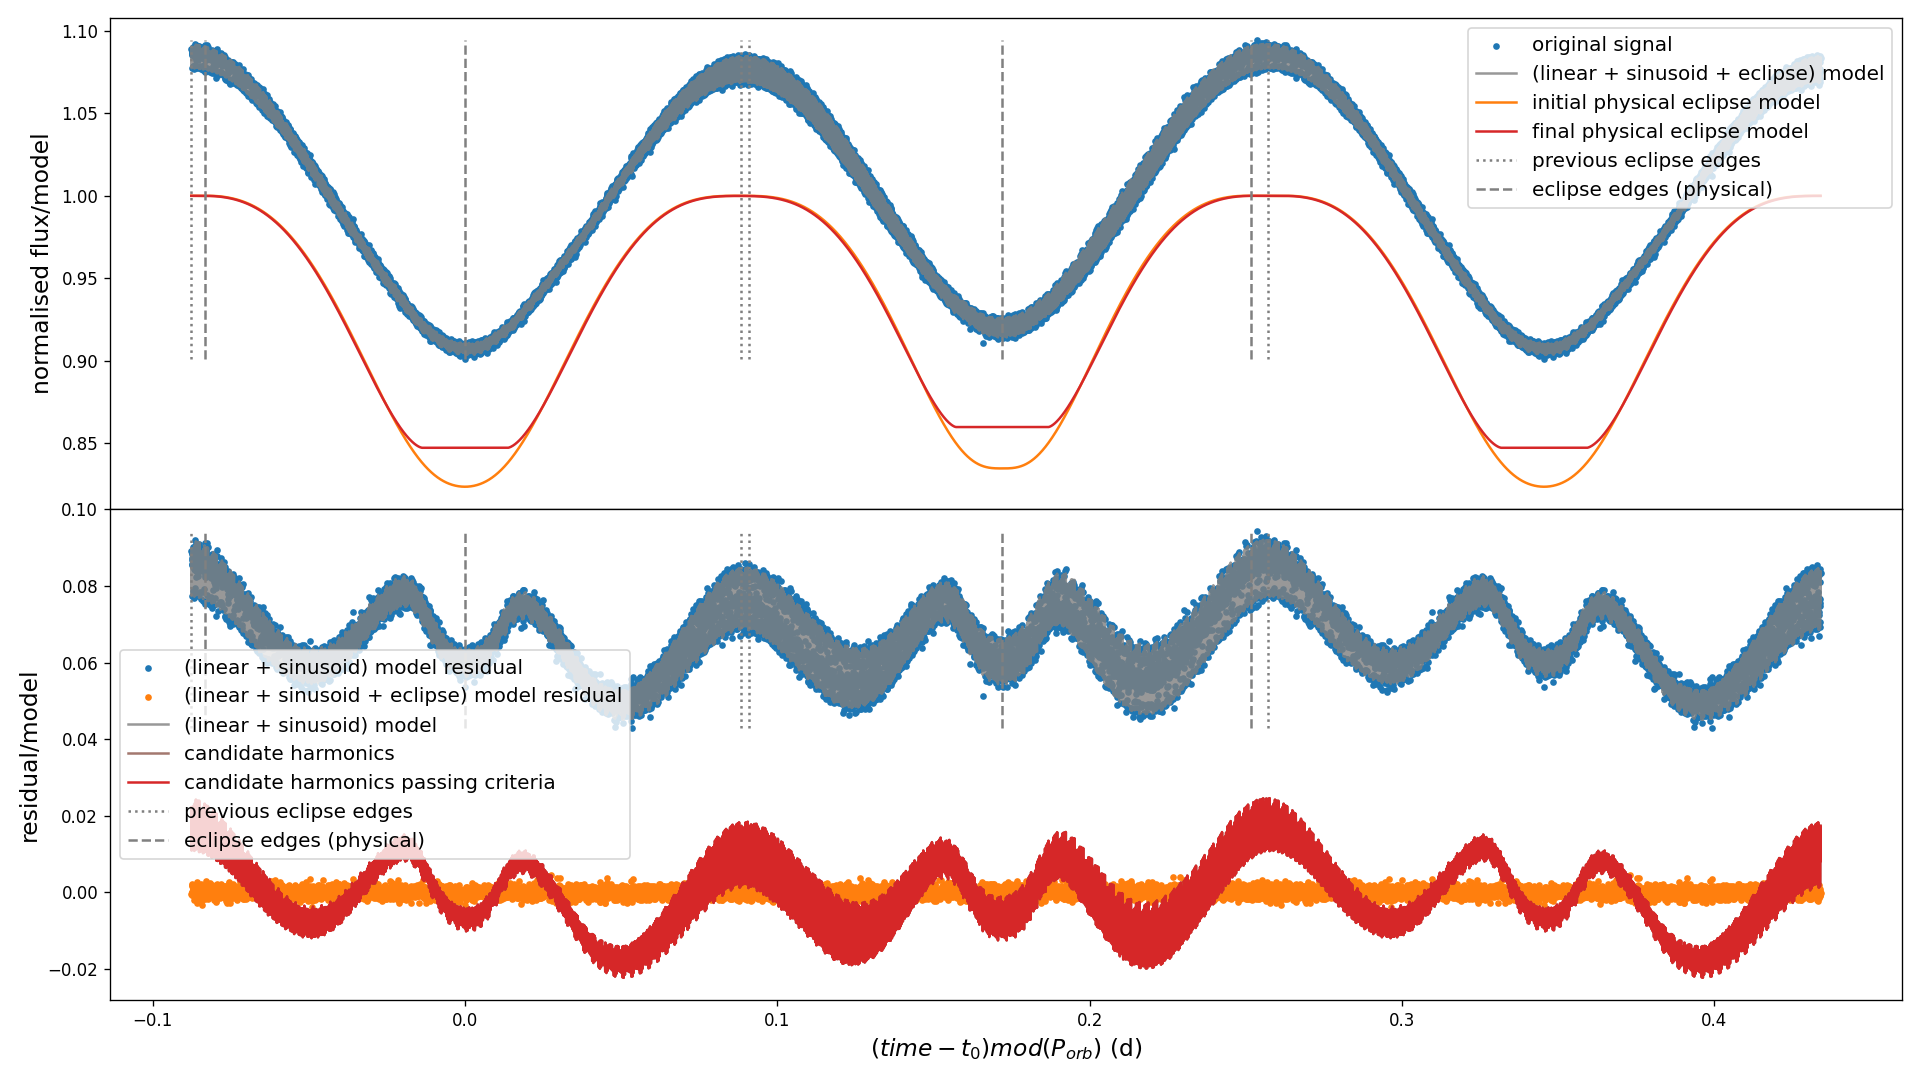 1.10
1.05
1.00
0.95
0.90
0.85
normalised flux/model
original signal
(linear + sinusoid + eclipse) model
initial physical eclipse model
final physical eclipse model
previous eclipse edges
eclipse edges (physical)
0.10
0.08
0.06
0.04
0.02
0.00
−0.02
residual/model
(linear + sinusoid) model residual
(linear + sinusoid + eclipse) model residual
(linear + sinusoid) model
candidate harmonics
candidate harmonics passing criteria
previous eclipse edges
eclipse edges (physical)
−0.1 0.0 0.1 0.2 0.3 0.4
(time − t₀)mod(P_orb) (d)